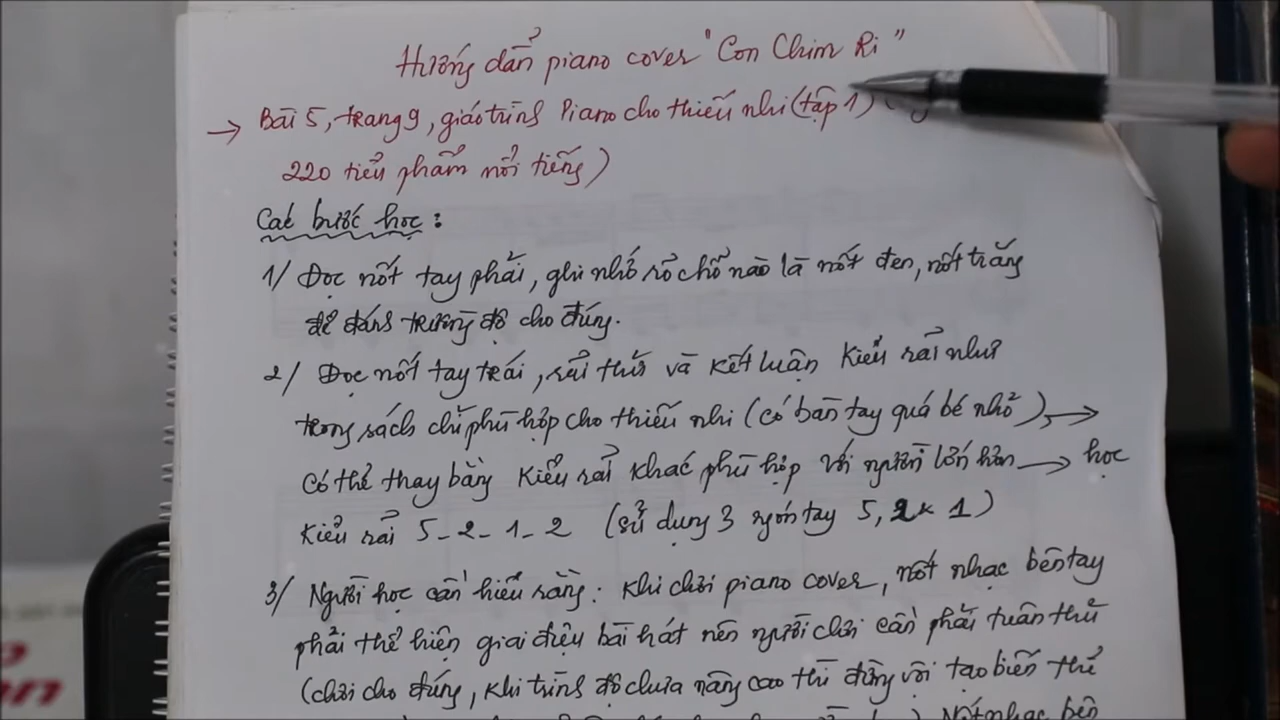 Hướng dẫn piano cover "Con Chim Ri"
→ Bài 5, trang 9, giáo trình Piano cho thiếu nhi (tập 1)
220 tiểu phẩm nổi tiếng)
Các bước học:
1/ Đọc nốt tay phải, ghi nhớ rõ chỗ nào là nốt đen, nốt trắng
để đánh trường độ cho đúng.
2/ Đọc nốt tay trái, rải thử và kết luận kiểu rải như
trong sách chỉ phù hợp cho thiếu nhi (có bàn tay quá bé nhỏ), →
Có thể thay bằng kiểu rải khác phù hợp với người lớn hơn → học
kiểu rải 5-2-1-2 (sử dụng 3 ngón tay 5, 2 & 1)
3/ Người học cần hiểu rằng: khi chơi piano cover, nốt nhạc bên tay
phải thể hiện giai điệu bài hát nên người chơi cần phải tuân thủ
(chơi cho đúng, khi trình độ chưa nâng cao thì đừng vội tạo biến thể
Nốt nhạc bên